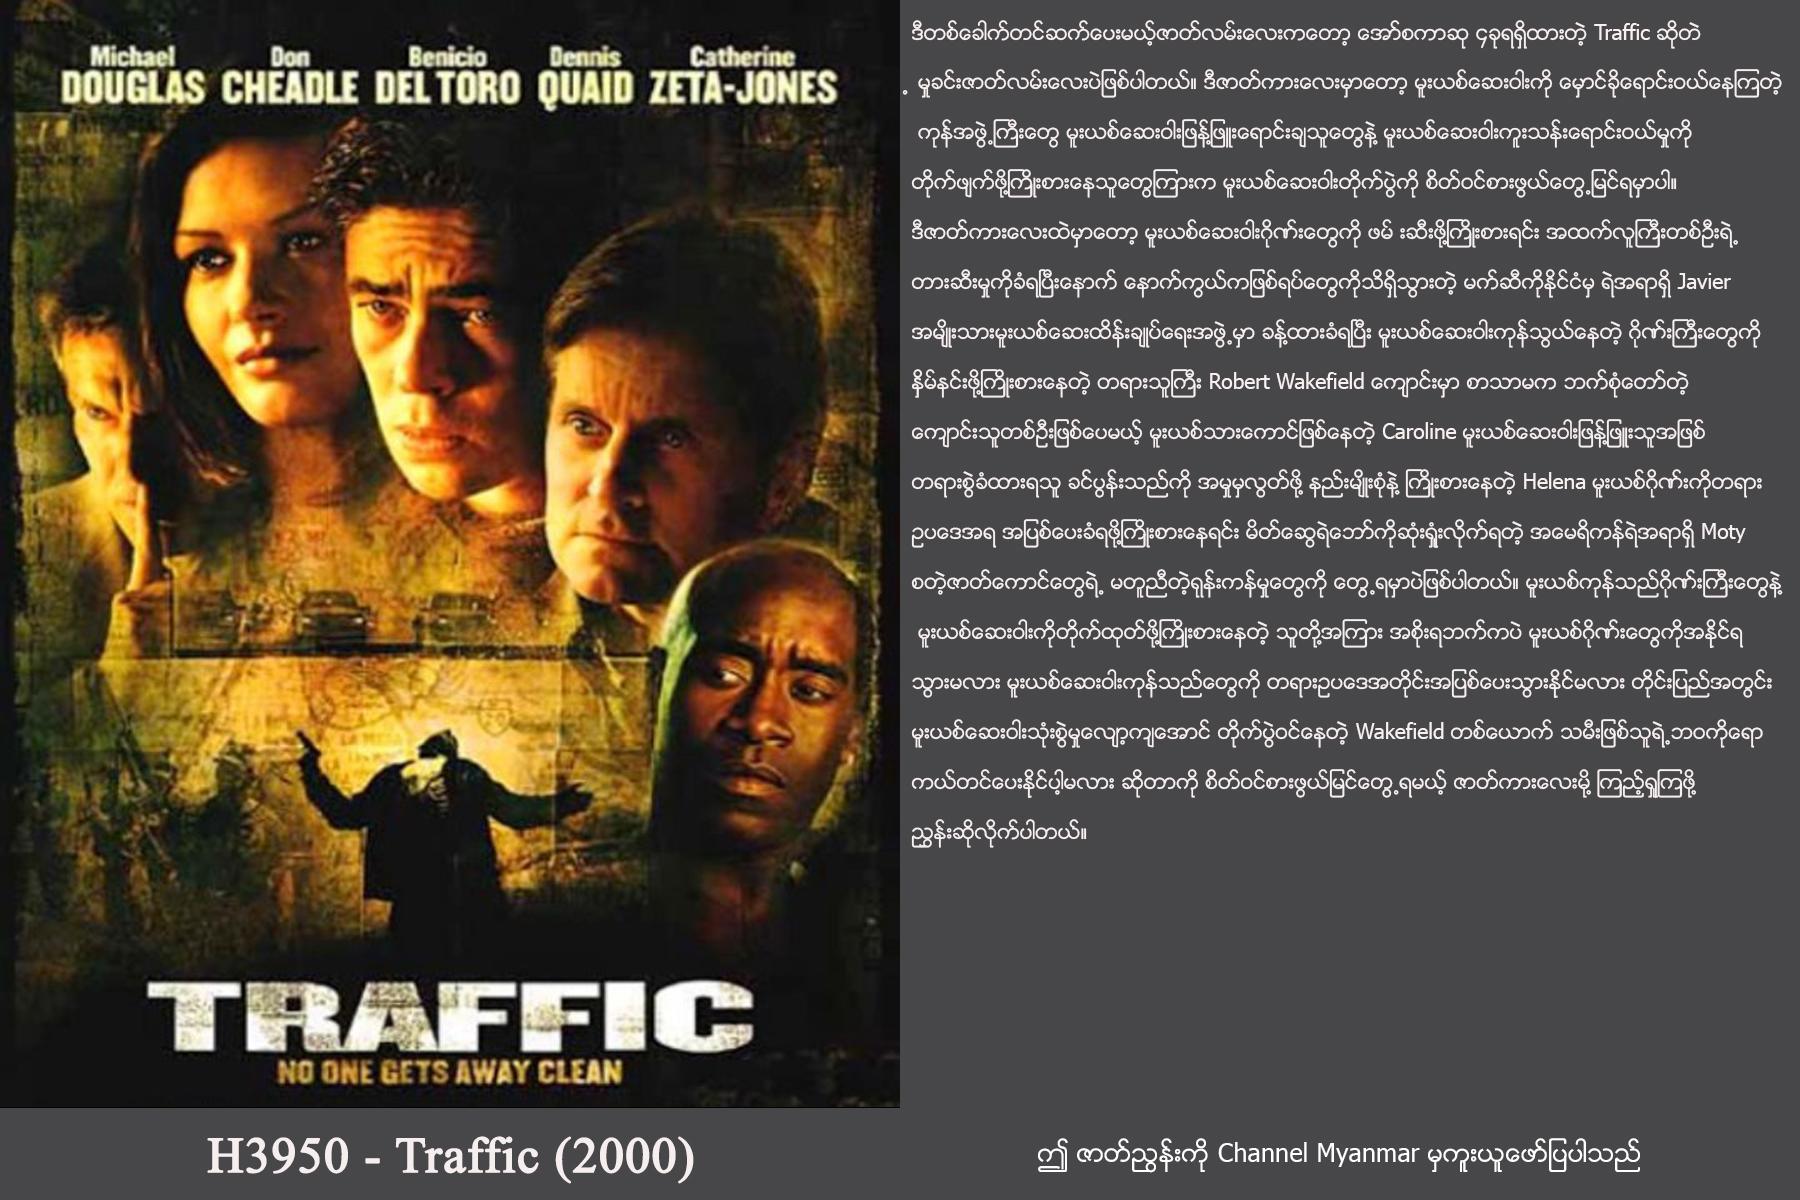 Michael DOUGLAS
Don CHEADLE
Benicio DEL TORO
Dennis QUAID
Catherine ZETA-JONES
TRAFFIC
NO ONE GETS AWAY CLEAN
H3950 - Traffic (2000)
ဒီတစ်ခေါက်တင်ဆက်ပေးမယ့်ဇာတ်လမ်းလေးကတော့ အော်စကာဆု ၄ခုရရှိထားတဲ့ Traffic ဆိုတဲ
့ မှုခင်းဇာတ်လမ်းလေးပဲဖြစ်ပါတယ်။ ဒီဇာတ်ကားလေးမှာတော့ မူးယစ်ဆေးဝါးကို မှောင်ခိုရောင်းဝယ်နေကြတဲ့
ကုန်အဖွဲ့ကြီးတွေ မူးယစ်ဆေးဝါးဖြန့်ဖြူးရောင်းချသူတွေနဲ့ မူးယစ်ဆေးဝါးကူးသန်းရောင်းဝယ်မှုကို
တိုက်ဖျက်ဖို့ကြိုးစားနေသူတွေကြားက မူးယစ်ဆေးဝါးတိုက်ပွဲကို စိတ်ဝင်စားဖွယ်တွေ့မြင်ရမှာပါ။
ဒီဇာတ်ကားလေးထဲမှာတော့ မူးယစ်ဆေးဝါးဂိုဏ်းတွေကို ဖမ် းဆီးဖို့ကြိုးစားရင်း အထက်လူကြီးတစ်ဦးရဲ့
တားဆီးမှုကိုခံရပြီးနောက် နောက်ကွယ်ကဖြစ်ရပ်တွေကိုသိရှိသွားတဲ့ မက်ဆီကိုနိုင်ငံမှ ရဲအရာရှိ Javier
အမျိုးသားမူးယစ်ဆေးထိန်းချုပ်ရေးအဖွဲ့မှာ ခန့်ထားခံရပြီး မူးယစ်ဆေးဝါးကုန်သွယ်နေတဲ့ ဂိုဏ်းကြီးတွေကို
နှိမ်နင်းဖို့ကြိုးစားနေတဲ့ တရားသူကြီး Robert Wakefield ကျောင်းမှာ စာသာမက ဘက်စုံတော်တဲ့
ကျောင်းသူတစ်ဦးဖြစ်ပေမယ့် မူးယစ်သားကောင်ဖြစ်နေတဲ့ Caroline မူးယစ်ဆေးဝါးဖြန့်ဖြူးသူအဖြစ်
တရားစွဲခံထားရသူ ခင်ပွန်းသည်ကို အမှုမှလွတ်ဖို့ နည်းမျိုးစုံနဲ့ ကြိုးစားနေတဲ့ Helena မူးယစ်ဂိုဏ်းကိုတရား
ဥပဒေအရ အပြစ်ပေးခံရဖို့ကြိုးစားနေရင်း မိတ်ဆွေရဲဘော်ကိုဆုံးရှုံးလိုက်ရတဲ့ အမေရိကန်ရဲအရာရှိ Moty
စတဲ့ဇာတ်ကောင်တွေရဲ့ မတူညီတဲ့ရုန်းကန်မှုတွေကို တွေ့ရမှာပဲဖြစ်ပါတယ်။ မူးယစ်ကုန်သည်ဂိုဏ်းကြီးတွေနဲ့
မူးယစ်ဆေးဝါးကိုတိုက်ထုတ်ဖို့ကြိုးစားနေတဲ့ သူတို့အကြား အစိုးရဘက်ကပဲ မူးယစ်ဂိုဏ်းတွေကိုအနိုင်ရ
သွားမလား မူးယစ်ဆေးဝါးကုန်သည်တွေကို တရားဥပဒေအတိုင်းအပြစ်ပေးသွားနိုင်မလား တိုင်းပြည်အတွင်း
မူးယစ်ဆေးဝါးသုံးစွဲမှုလျော့ကျအောင် တိုက်ပွဲဝင်နေတဲ့ Wakefield တစ်ယောက် သမီးဖြစ်သူရဲ့ဘဝကိုရော
ကယ်တင်ပေးနိုင်ပါ့မလား ဆိုတာကို စိတ်ဝင်စားဖွယ်မြင်တွေ့ရမယ့် ဇာတ်ကားလေးမို့ ကြည့်ရှုကြဖို့
ညွှန်းဆိုလိုက်ပါတယ်။
ဤ ဇာတ်ညွှန်းကို Channel Myanmar မှကူးယူဖော်ပြပါသည်